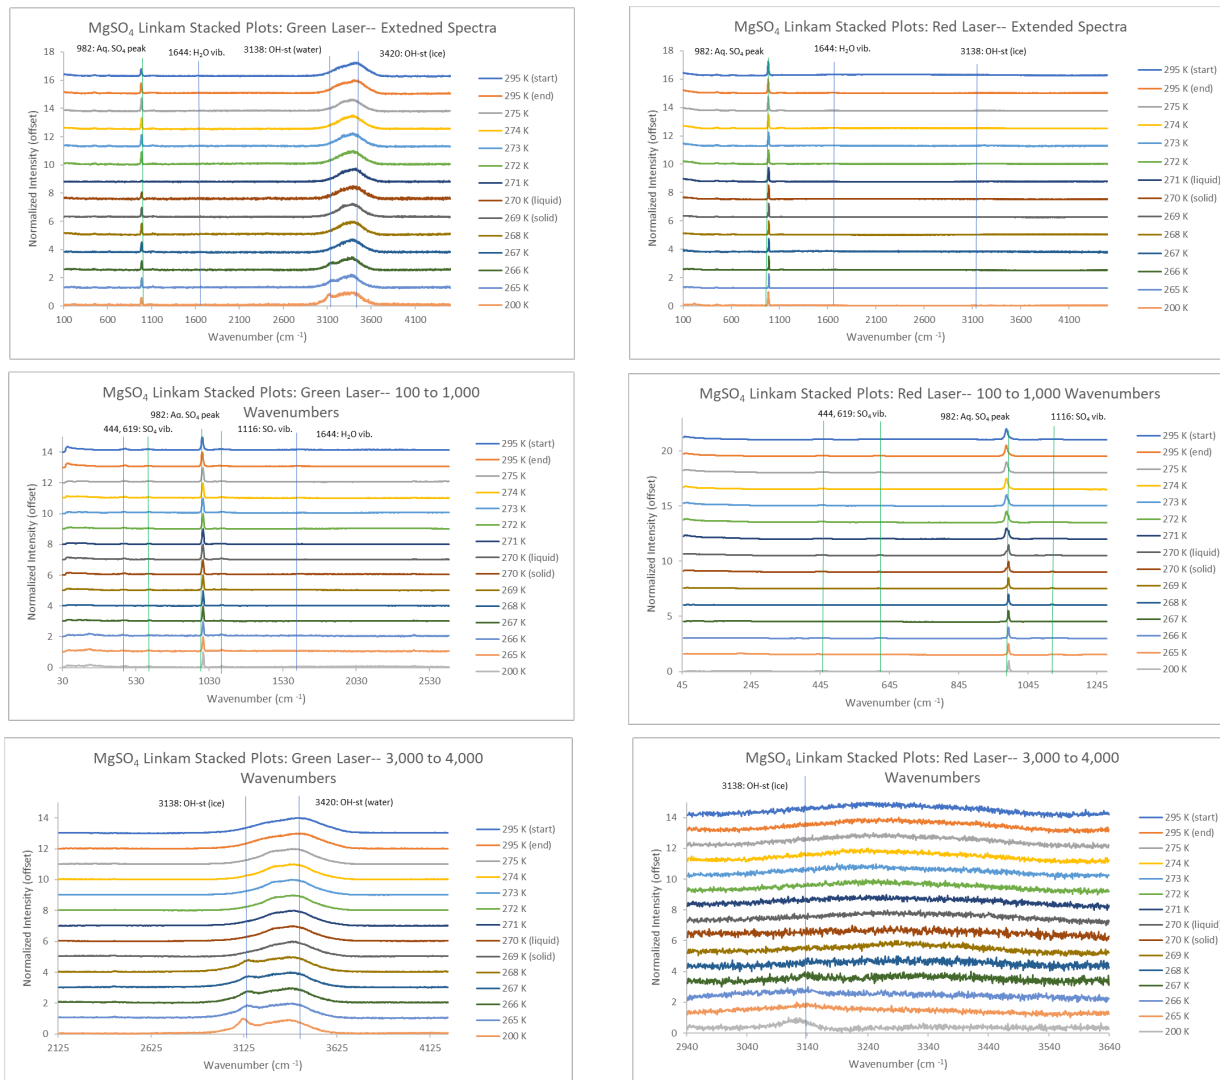 MgSO4 Linkam Stacked Plots: Green Laser-- Extedned Spectra
982: Aq. SO4 peak
1644: H2O vib.
3138: OH-st (water)
3420: OH-st (ice)
Normalized Intensity (offset)
18
16
14
12
10
8
6
4
2
0
100 1100 2100 3100 4100
Wavenumber (cm -1)
295 K (start)
295 K (end)
275 K
274 K
273 K
272 K
271 K
270 K (liquid)
269 K (solid)
268 K
267 K
266 K
265 K
200 K
MgSO4 Linkam Stacked Plots: Red Laser-- Extended Spectra
982: Aq. SO4 peak
1644: H2O vib.
3138: OH-st (ice)
Normalized Intensity (offset)
18
16
14
12
10
8
6
4
2
0
100 600 1100 1600 2100 2600 3100 3600 4100
Wavenumber (cm -1)
295 K (start)
295 K (end)
275 K
274 K
273 K
272 K
271 K (liquid)
270 K (solid)
269 K
268 K
267 K
266 K
265 K
200 K
MgSO4 Linkam Stacked Plots: Green Laser-- 100 to 1,000
Wavenumbers
982: Aq. SO4 peak
444, 619: SO4 vib.
1116: SO4 vib.
1644: H2O vib.
Normalized Intensity (offset)
14
12
10
8
6
4
2
0
30 530 1030 1530 2030 2530
Wavenumber (cm -1)
295 K (start)
295 K (end)
275 K
274 K
273 K
272 K
271 K
270 K (liquid)
270 K (solid)
269 K
268 K
267 K
266 K
265 K
200 K
MgSO4 Linkam Stacked Plots: Red Laser-- 100 to 1,000 Wavenumbers
444, 619: SO4 vib.
982: Aq. SO4 peak
1116: SO4 vib.
Normalized Intensity (offset)
20
15
10
5
0
45 245 445 645 845 1045 1245
Wavenumber (cm -1)
295 K (start)
295 K (end)
275 K
274 K
273 K
272 K
271 K
270 K (liquid)
270 K (solid)
269 K
268 K
267 K
266 K
265 K
200 K
MgSO4 Linkam Stacked Plots: Green Laser-- 3,000 to 4,000
Wavenumbers
3138: OH-st (ice)
3420: OH-st (water)
Normalized Intensity (offset)
14
12
10
8
6
4
2
0
2125 2625 3125 3625 4125
Wavenumber (cm -1)
295 K (start)
295 K (end)
275 K
274 K
273 K
272 K
271 K
270 K (liquid)
269 K (solid)
268 K
267 K
266 K
265 K
200 K
MgSO4 Linkam Stacked Plots: Red Laser-- 3,000 to 4,000
Wavenumbers
3138: OH-st (ice)
Normalized Intensity (offset)
14
12
10
8
6
4
2
0
2940 3040 3140 3240 3340 3440 3540 3640
Wavenumber (cm-1)
295 K (start)
295 K (end)
275 K
274 K
273 K
272 K
271 K
270 K (liquid)
270 K (solid)
269 K
268 K
267 K
266 K
265 K
200 K